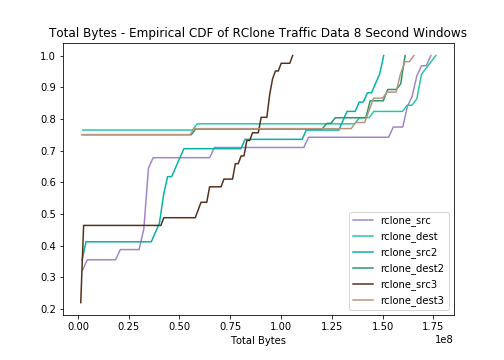 Total Bytes - Empirical CDF of RClone Traffic Data 8 Second Windows
1.0
0.9
0.8
0.7
0.6
0.5
0.4
0.3
0.2
rclone_src
rclone_dest
rclone_src2
rclone_dest2
rclone_src3
rclone_dest3
0.00 0.25 0.50 0.75 1.00 1.25 1.50 1.75
1e8
Total Bytes